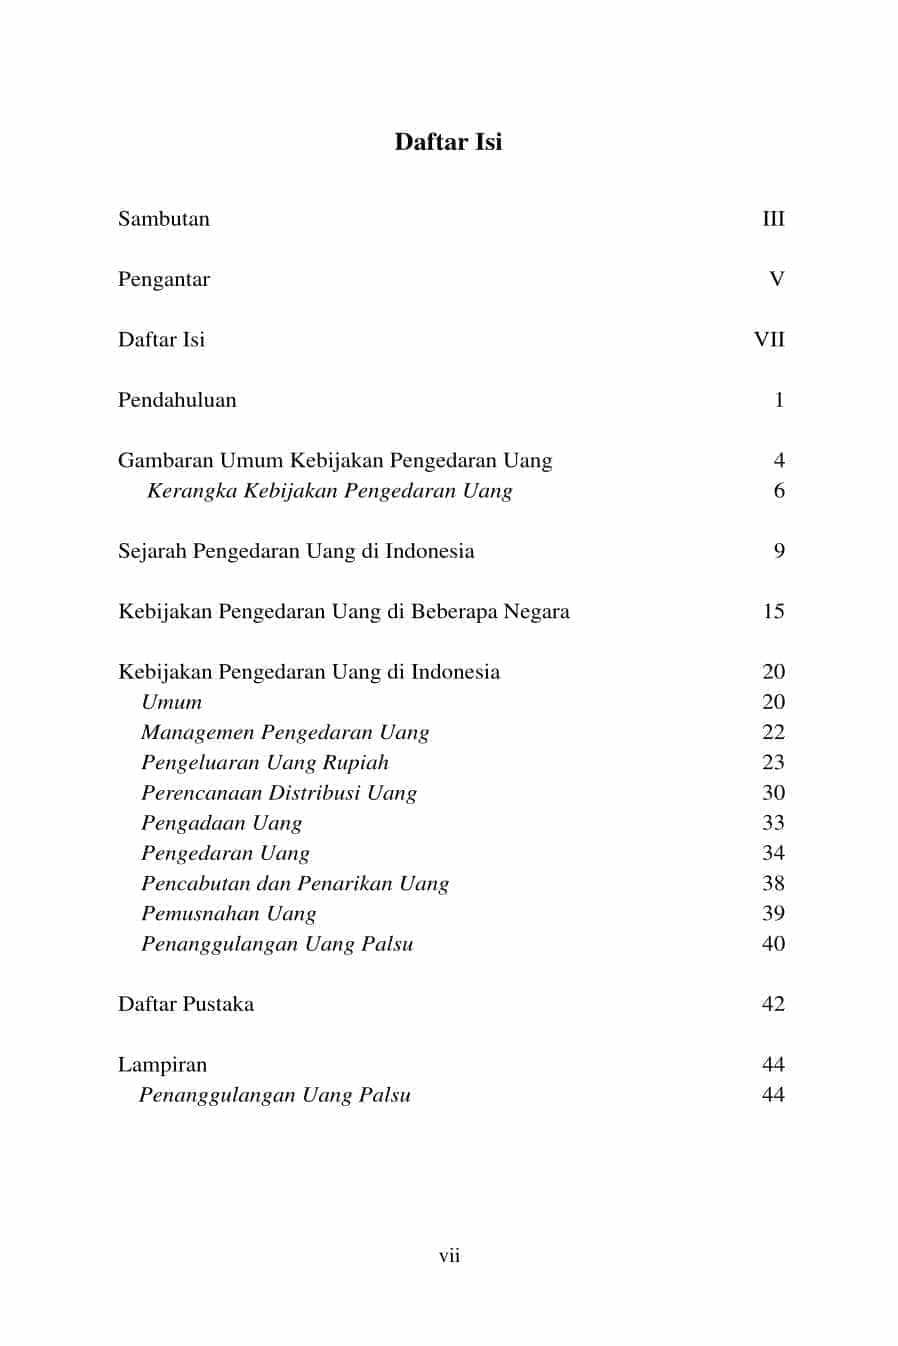 Daftar Isi
Sambutan III
Pengantar V
Daftar Isi VII
Pendahuluan 1
Gambaran Umum Kebijakan Pengedaran Uang 4
Kerangka Kebijakan Pengedaran Uang 6
Sejarah Pengedaran Uang di Indonesia 9
Kebijakan Pengedaran Uang di Beberapa Negara 15
Kebijakan Pengedaran Uang di Indonesia 20
Umum 20
Managemen Pengedaran Uang 22
Pengeluaran Uang Rupiah 23
Perencanaan Distribusi Uang 30
Pengadaan Uang 33
Pengedaran Uang 34
Pencabutan dan Penarikan Uang 38
Pemusnahan Uang 39
Penanggulangan Uang Palsu 40
Daftar Pustaka 42
Lampiran 44
Penanggulangan Uang Palsu 44
vii